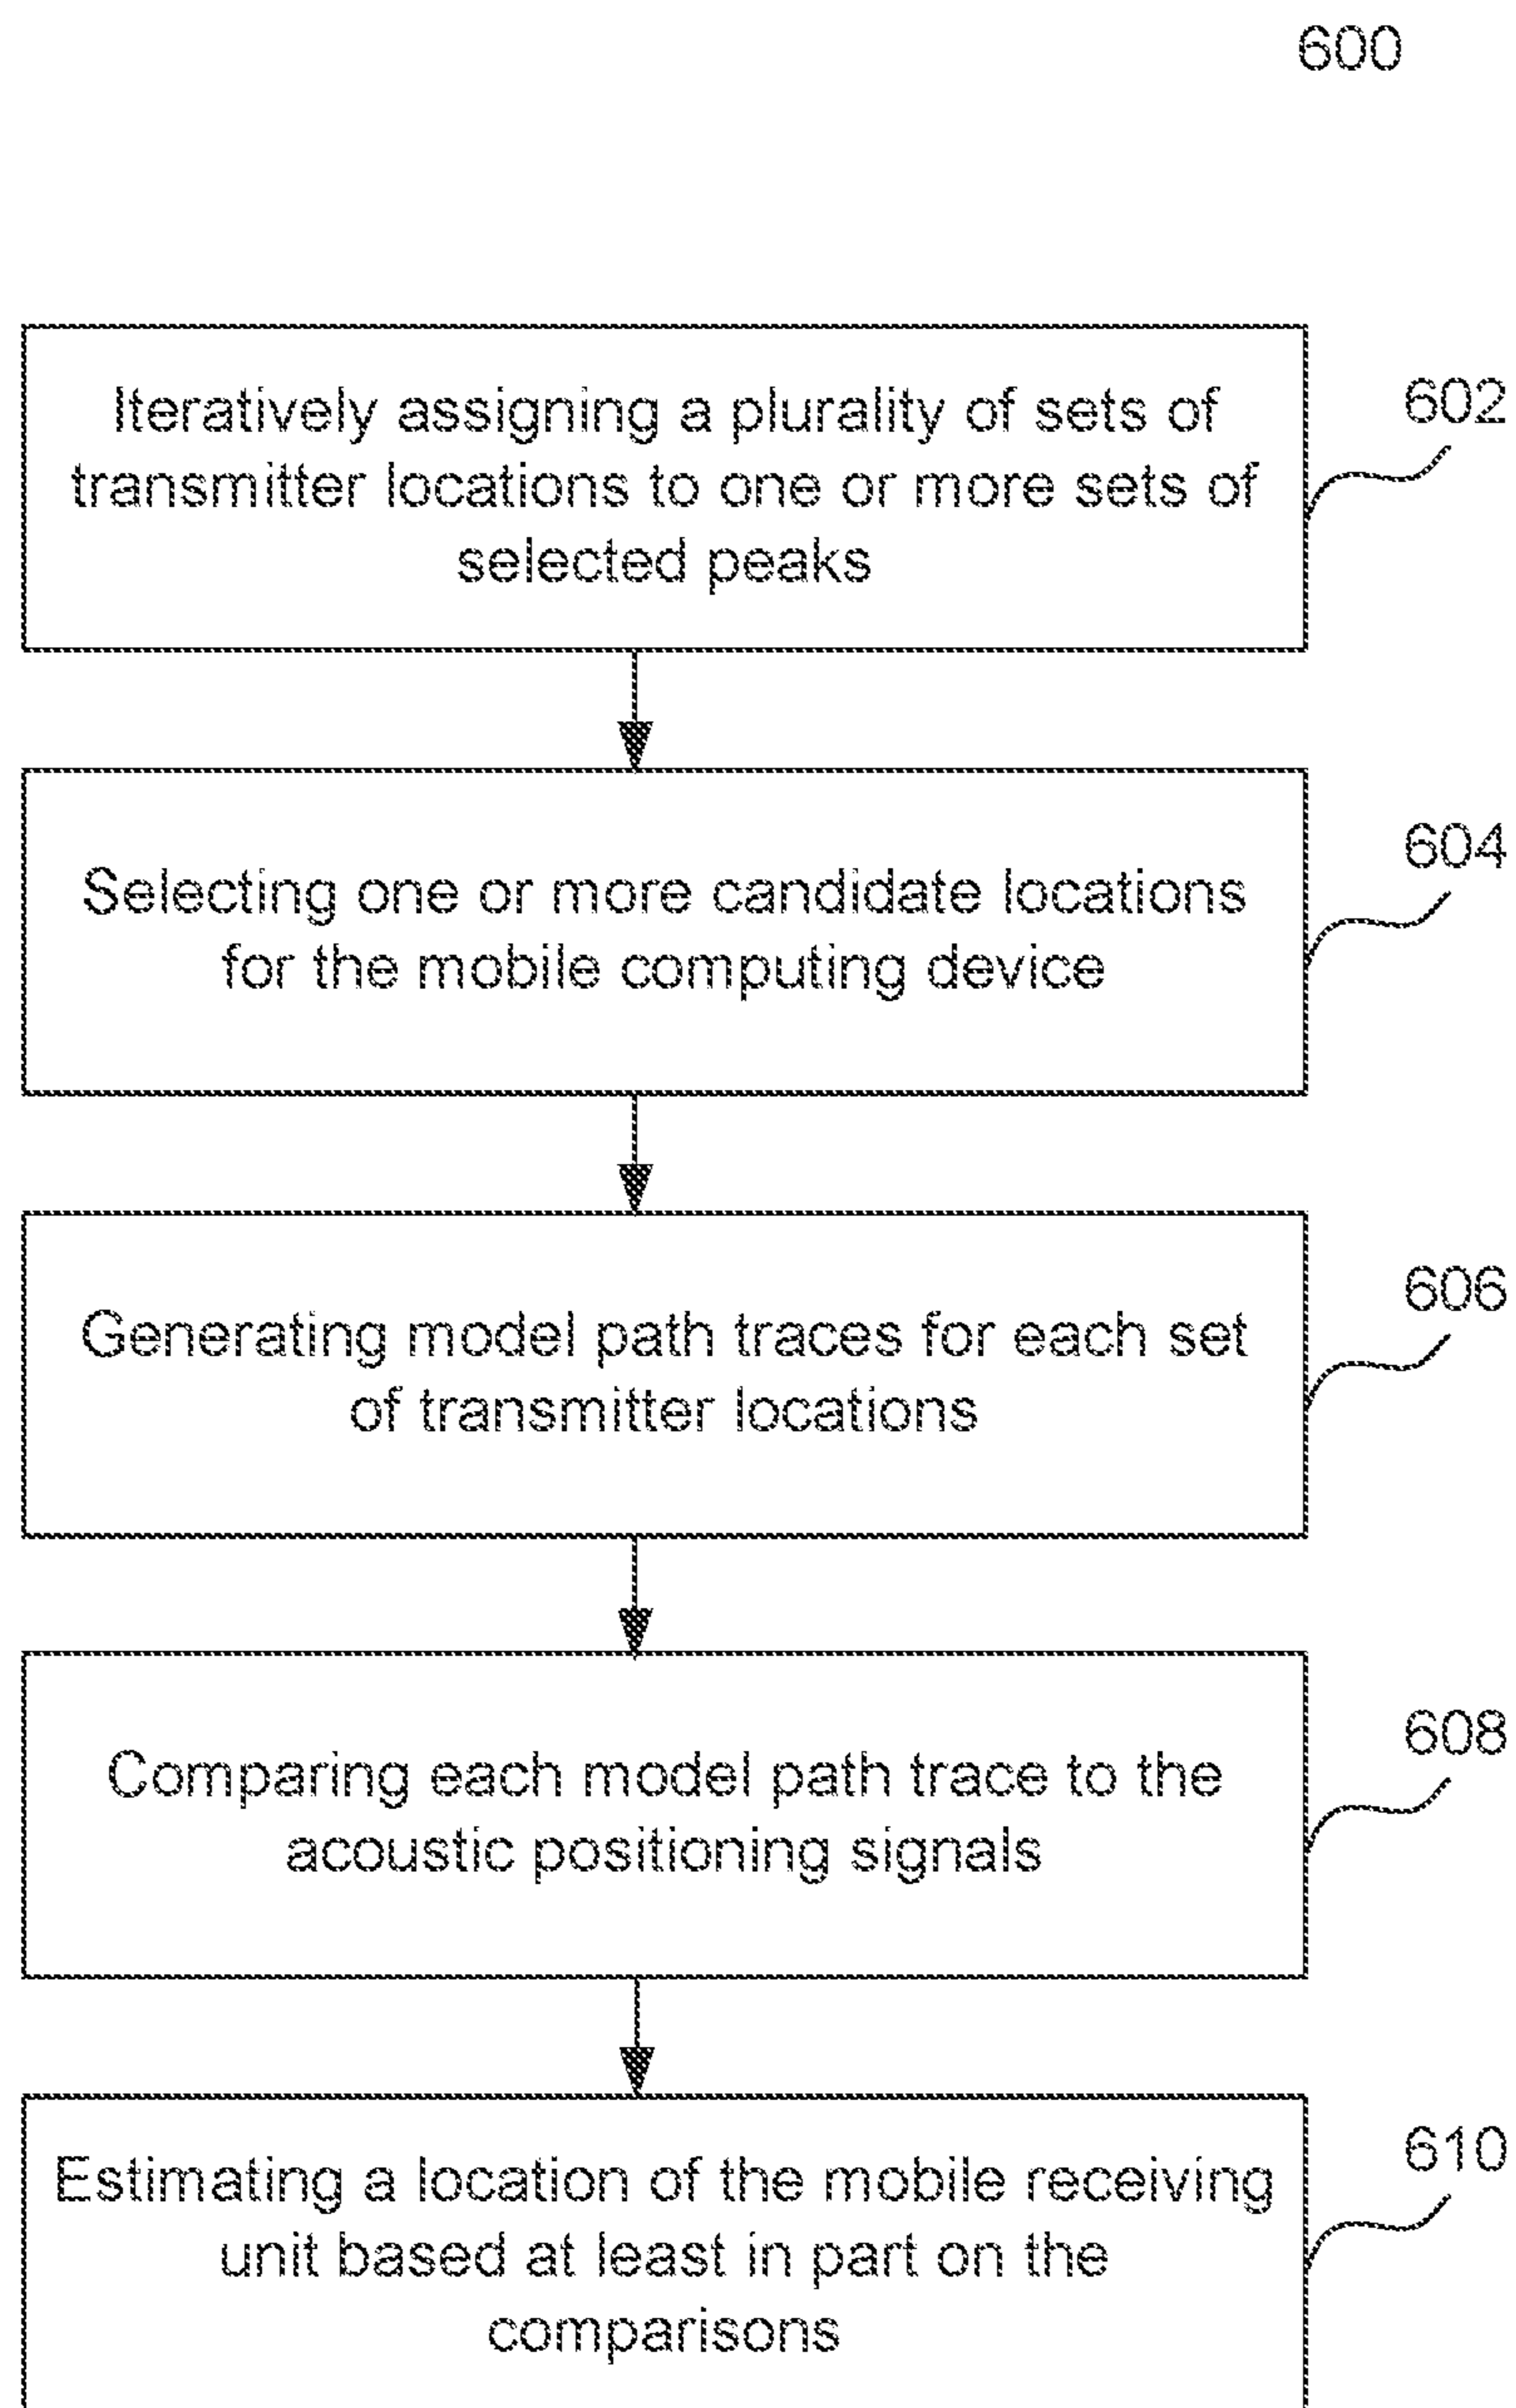 600
Iteratively assigning a plurality of sets of
transmitter locations to one or more sets of
selected peaks
602
Selecting one or more candidate locations
for the mobile computing device
604
Generating model path traces for each set
of transmitter locations
606
Comparing each model path trace to the
acoustic positioning signals
608
Estimating a location of the mobile receiving
unit based at least in part on the
comparisons
610